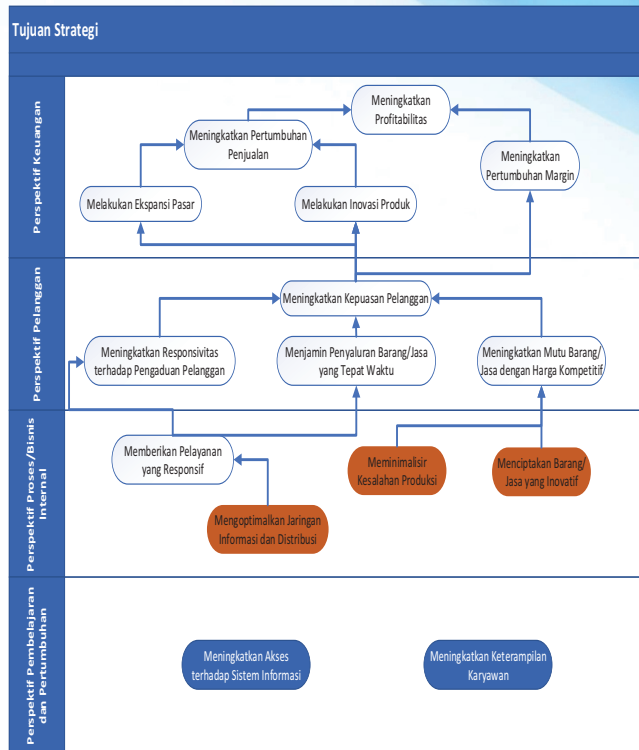 Tujuan Strategi
Perspektif Keuangan
Meningkatkan
Profitabilitas
Meningkatkan Pertumbuhan
Penjualan
Meningkatkan
Pertumbuhan Margin
Melakukan Ekspansi Pasar
Melakukan Inovasi Produk
Perspektif Pelanggan
Meningkatkan Kepuasan Pelanggan
Meningkatkan Responsivitas
terhadap Pengaduan Pelanggan
Menjamin Penyaluran Barang/Jasa
yang Tepat Waktu
Meningkatkan Mutu Barang/
Jasa dengan Harga Kompetitif
Perspektif Proses/Bisnis
Internal
Memberikan Pelayanan
yang Responsif
Meminimalisir
Kesalahan Produksi
Menciptakan Barang/
Jasa yang Inovatif
Mengoptimalkan Jaringan
Informasi dan Distribusi
Perspektif Pembelajaran
dan Pertumbuhan
Meningkatkan Akses
terhadap Sistem Informasi
Meningkatkan Keterampilan
Karyawan